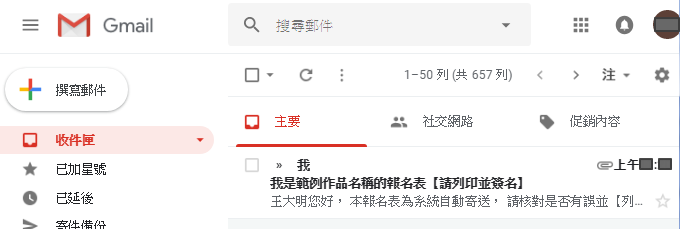 Gmail
搜尋郵件
撰寫郵件
1–50 列 (共 657 列)
注
收件匣
主要
社交網路
促銷內容
已加星號
» 我
上午
我是範例作品名稱的報名表【請列印並簽名】
已延後
王大明您好， 本報名表為系統自動寄送， 請核對是否有誤並【列...
寄件備份